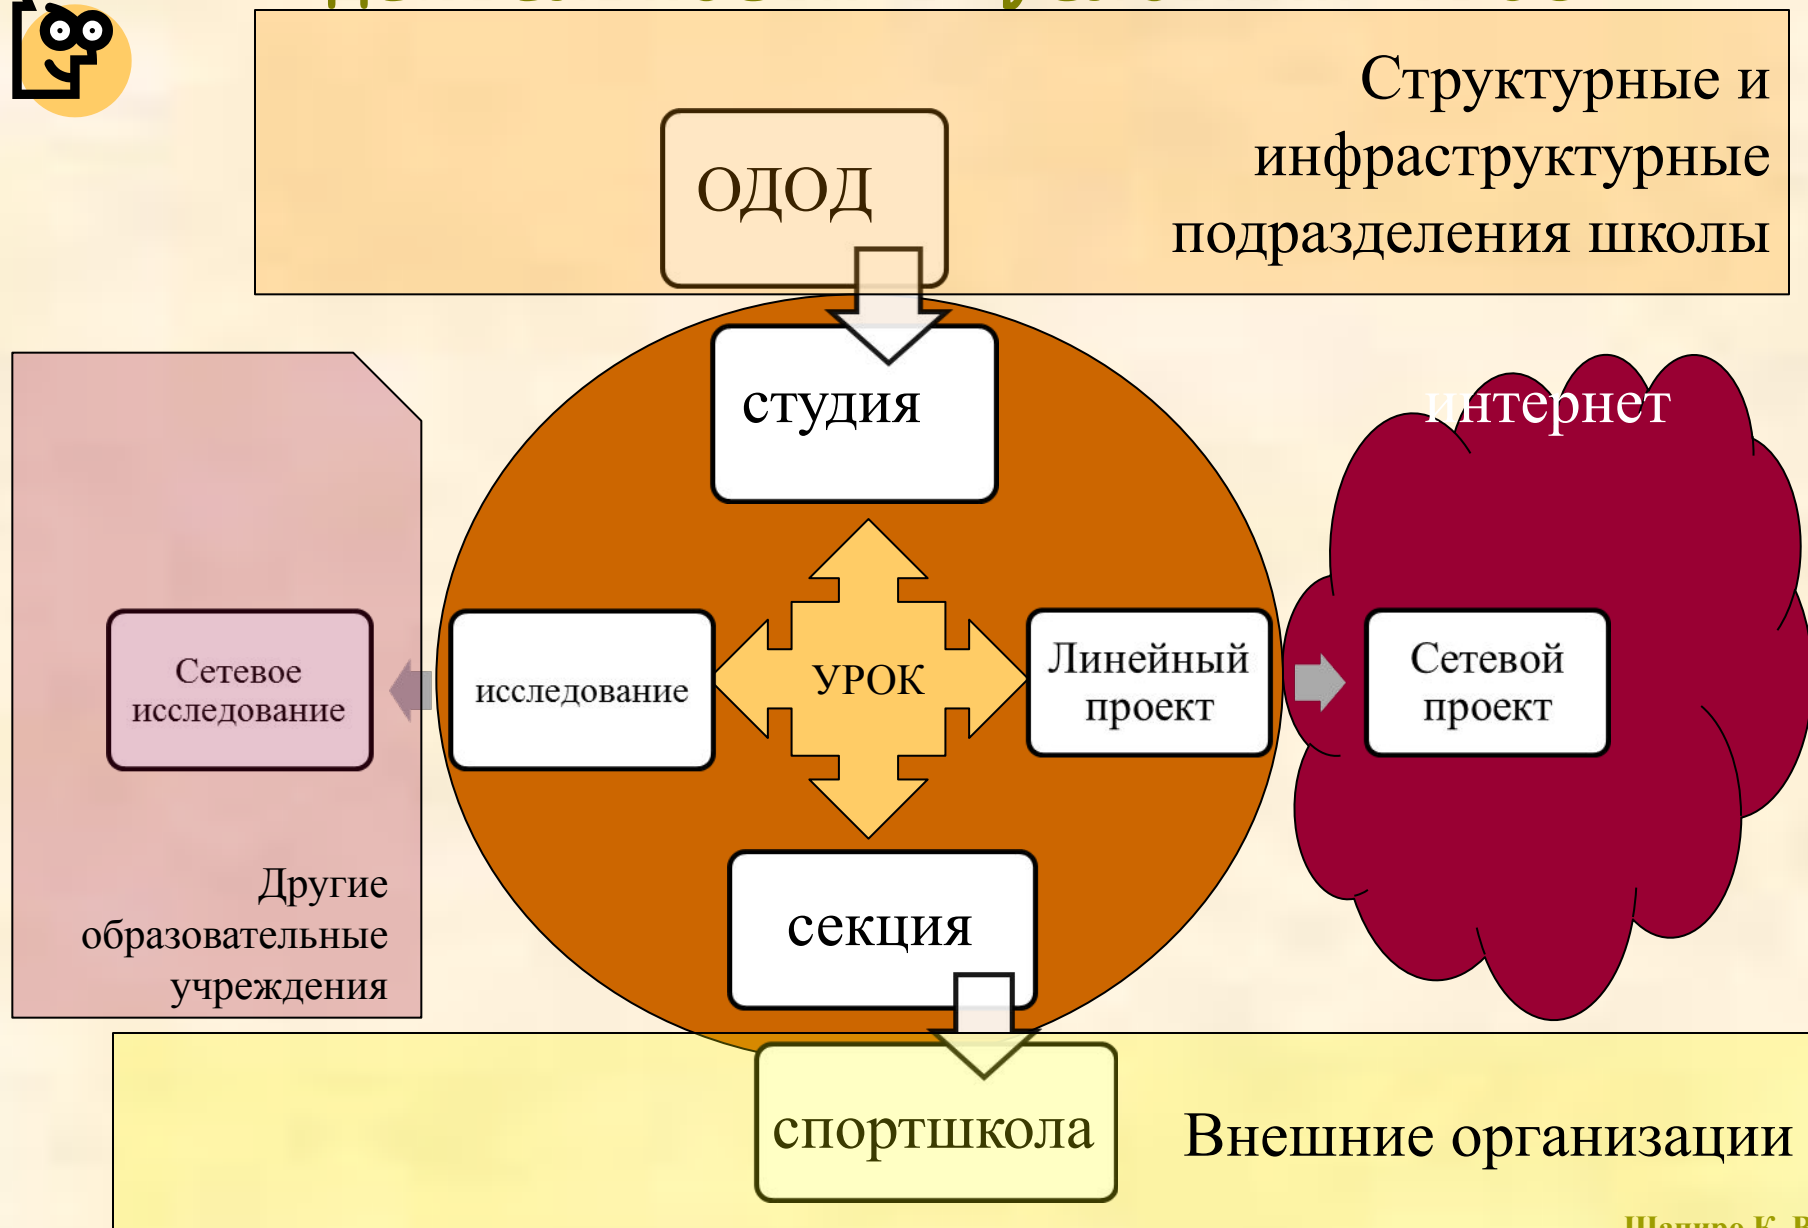 Структурные и
инфраструктурные
подразделения школы
ОДОД
студия
интернет
Сетевое
исследование
исследование
УРОК
Линейный
проект
Сетевой
проект
Другие
образовательные
учреждения
секция
спортшкола
Внешние организации
Шапиро К. В